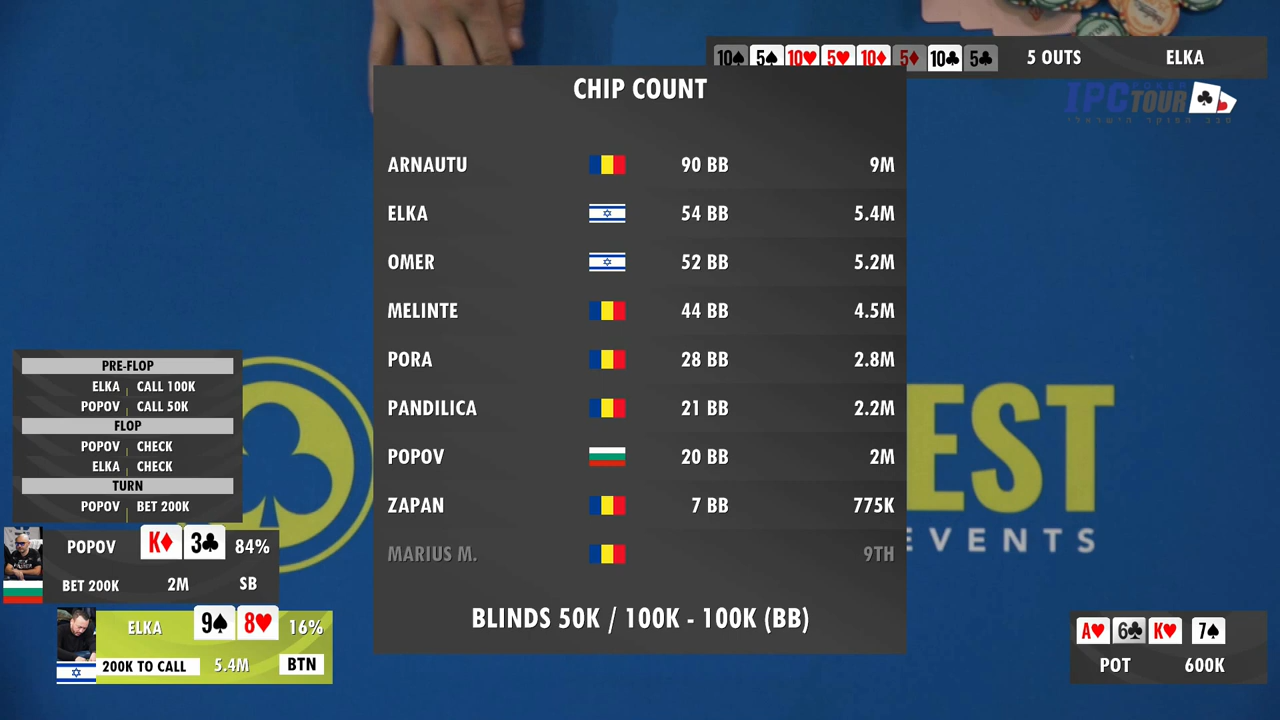 10♠ 5♠ 10♥ 5♥ 10♦ 5♦ 10♣ 5♣ 5 OUTS ELKA
CHIP COUNT
IPC POKER TOUR
סבב הפוקר הישראלי
ARNAUTU 90 BB 9M
ELKA 54 BB 5.4M
OMER 52 BB 5.2M
MELINTE 44 BB 4.5M
PORA 28 BB 2.8M
PANDILICA 21 BB 2.2M
POPOV 20 BB 2M
ZAPAN 7 BB 775K
MARIUS M. 9TH
BLINDS 50K / 100K - 100K (BB)
PRE-FLOP
ELKA CALL 100K
POPOV CALL 50K
FLOP
POPOV CHECK
ELKA CHECK
TURN
POPOV BET 200K
POPOV K♦ 3♣ 84%
BET 200K 2M SB
ELKA 9♠ 8♥ 16%
200K TO CALL 5.4M BTN
EST
EVENTS
A♥ 6♣ K♥ 7♠
POT 600K